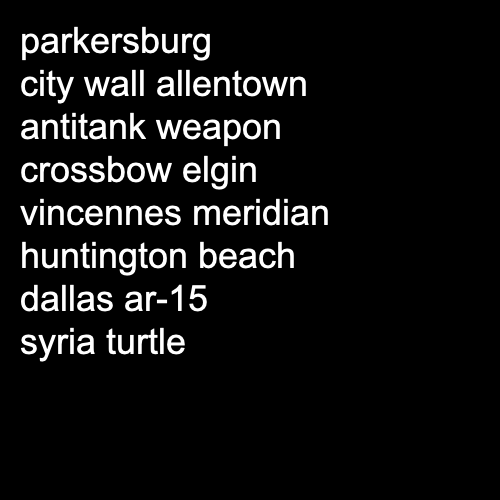 parkersburg
city wall allentown
antitank weapon
crossbow elgin
vincennes meridian
huntington beach
dallas ar-15
syria turtle